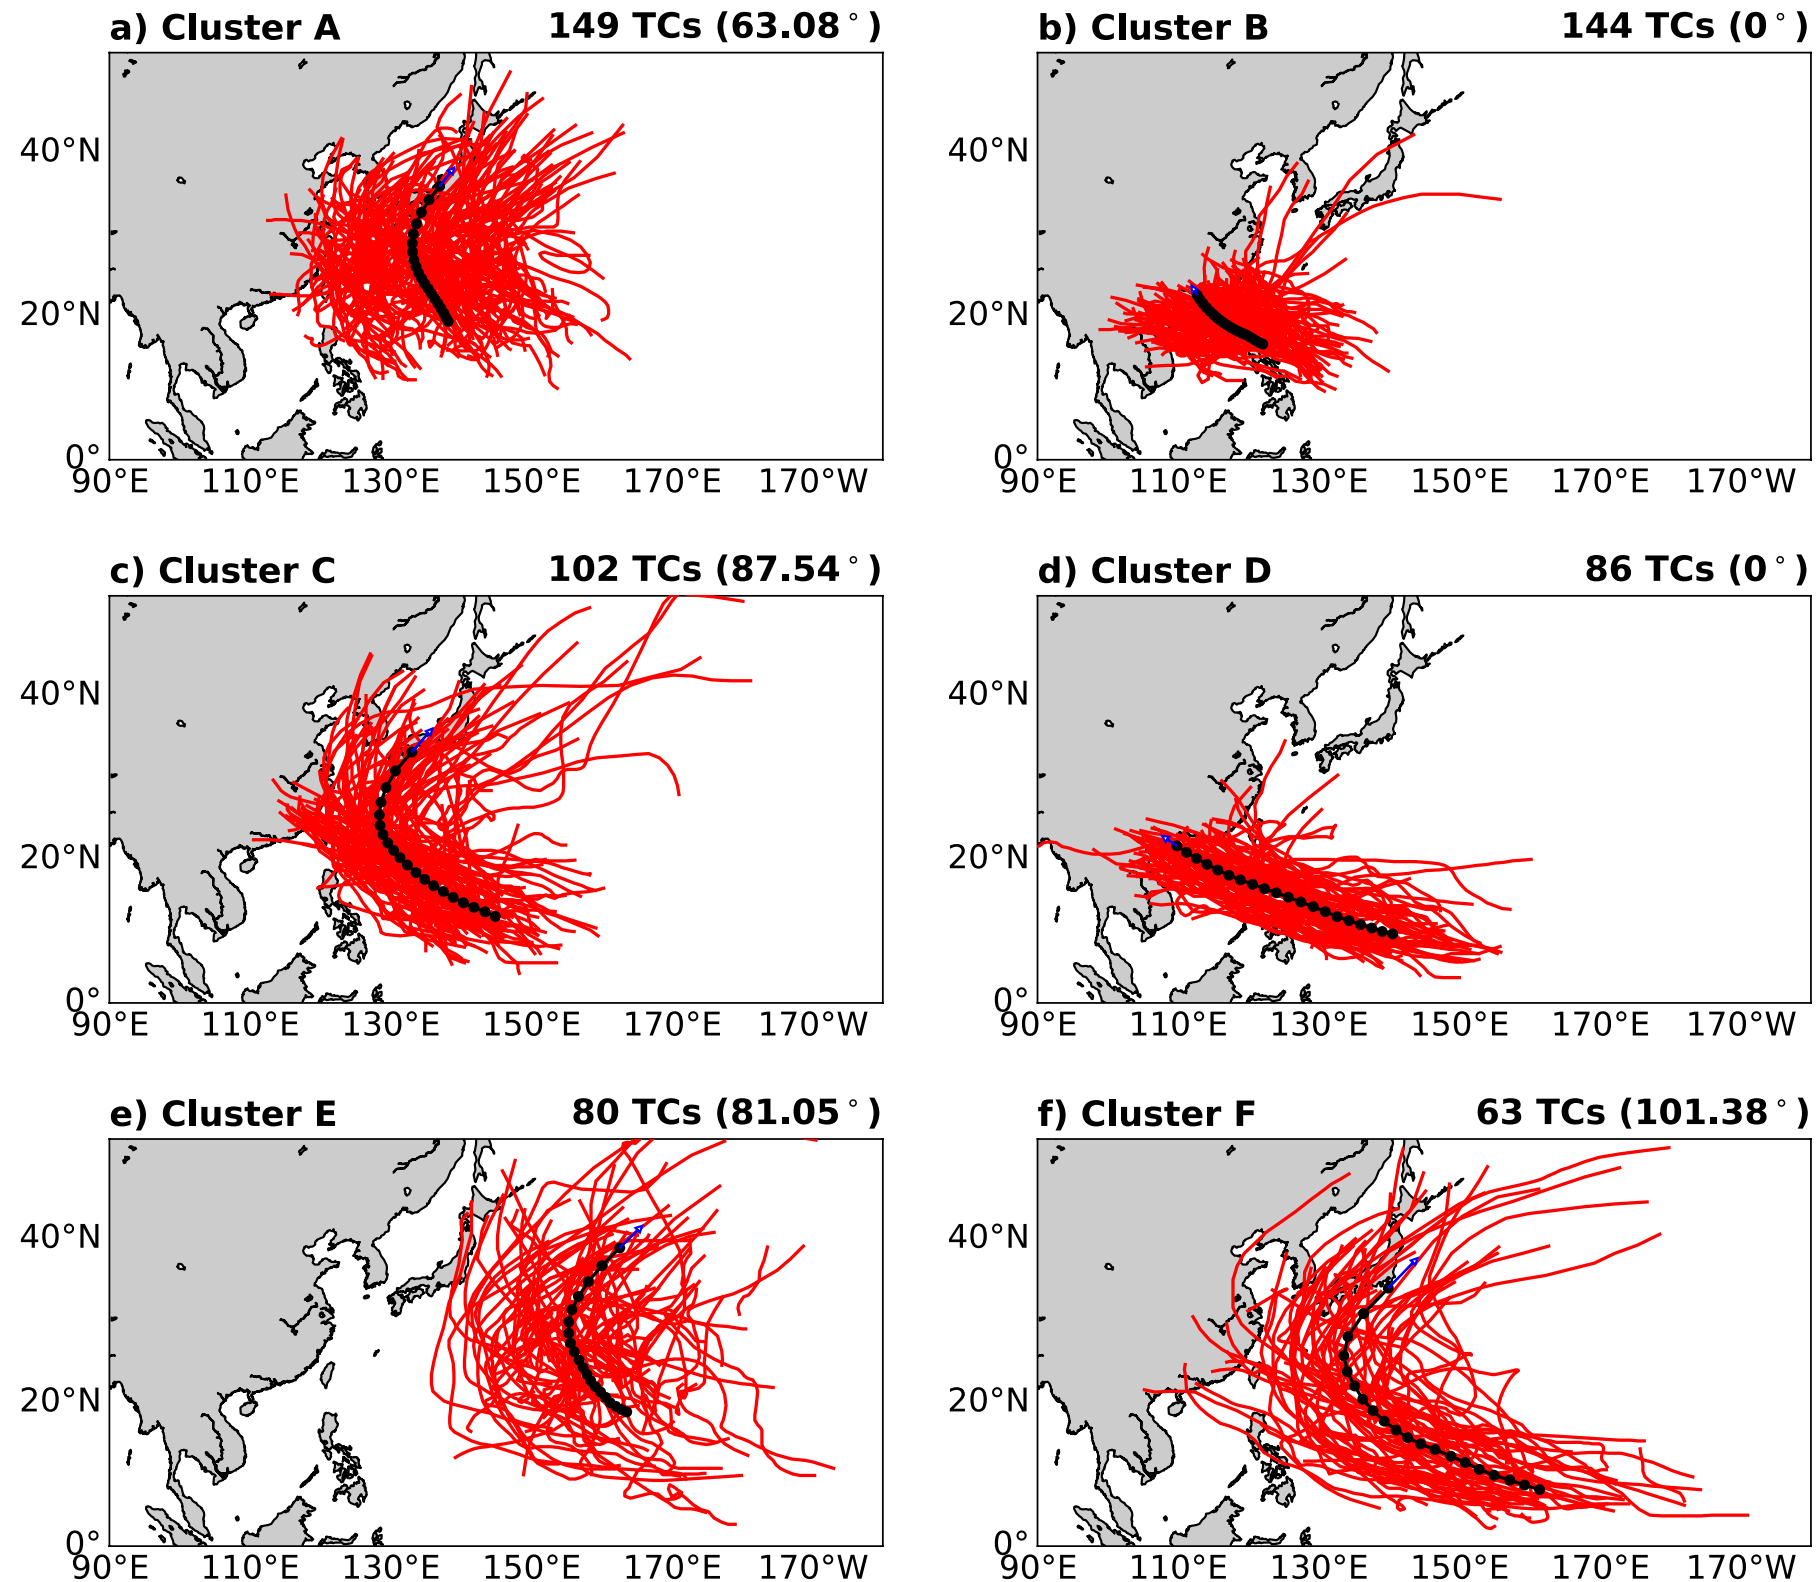 a) Cluster A 149 TCs (63.08°)
b) Cluster B 144 TCs (0°)
40°N
20°N
0°
90°E 110°E 130°E 150°E 170°E 170°W
40°N
20°N
0°
90°E 110°E 130°E 150°E 170°E 170°W
c) Cluster C 102 TCs (87.54°)
d) Cluster D 86 TCs (0°)
40°N
20°N
0°
90°E 110°E 130°E 150°E 170°E 170°W
40°N
20°N
0°
90°E 110°E 130°E 150°E 170°E 170°W
e) Cluster E 80 TCs (81.05°)
f) Cluster F 63 TCs (101.38°)
40°N
20°N
0°
90°E 110°E 130°E 150°E 170°E 170°W
40°N
20°N
0°
90°E 110°E 130°E 150°E 170°E 170°W